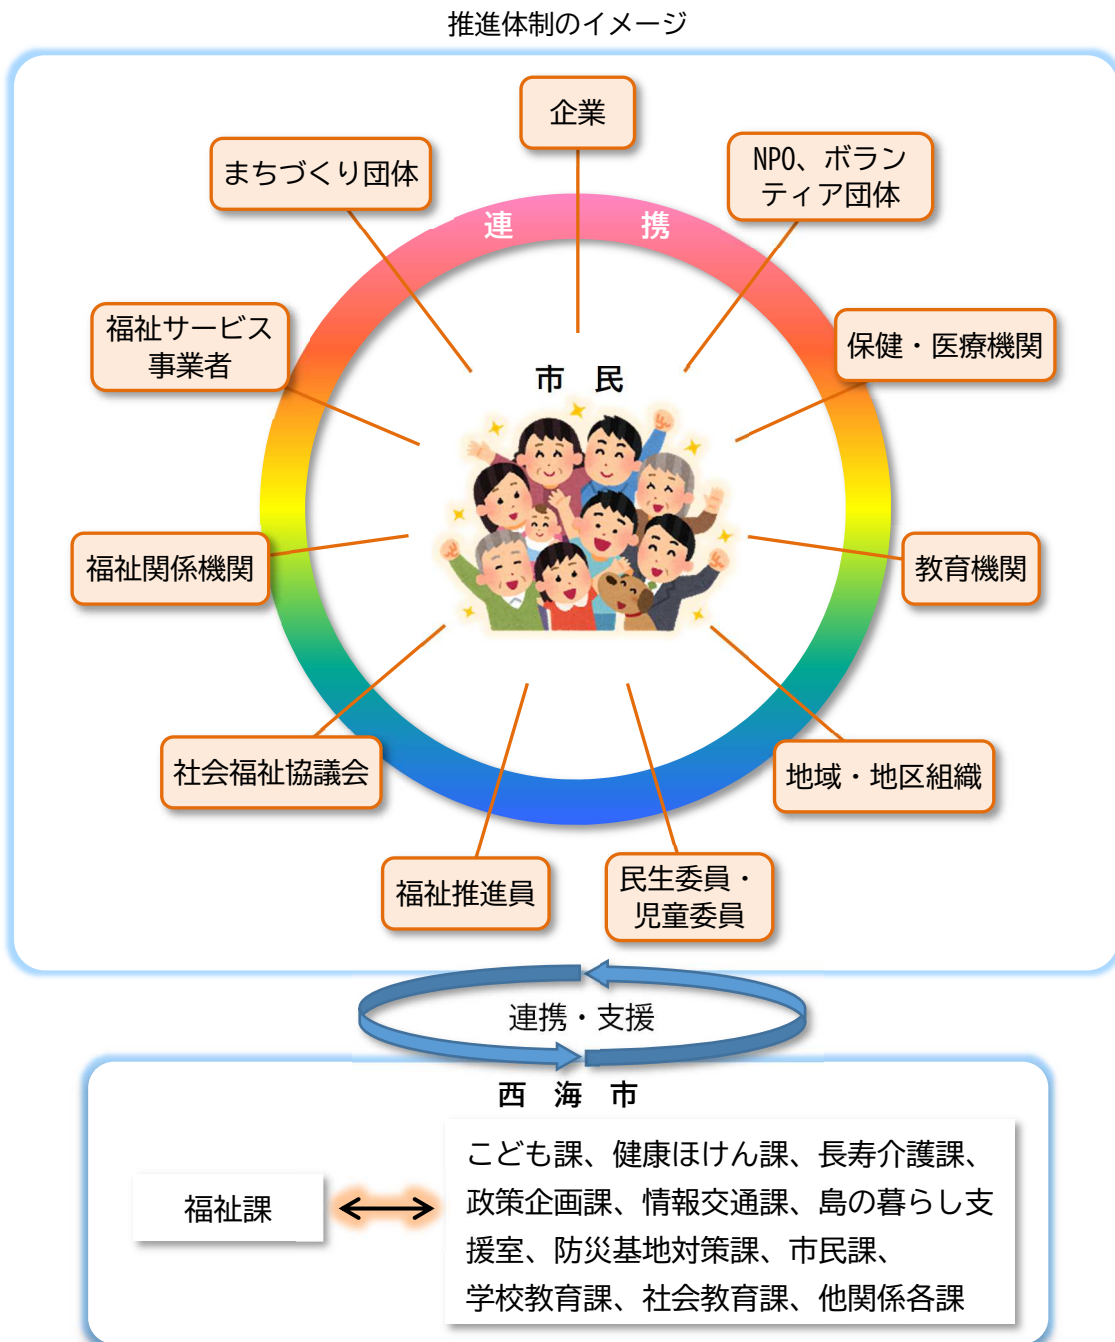 推進体制のイメージ
企業
まちづくり団体
NPO、ボラン
ティア団体
連 携
福祉サービス
事業者
保健・医療機関
市 民
福祉関係機関
教育機関
社会福祉協議会
地域・地区組織
福祉推進員
民生委員・
児童委員
連携・支援
西 海 市
福祉課
こども課、健康ほけん課、長寿介護課、
政策企画課、情報交通課、島の暮らし支
援室、防災基地対策課、市民課、
学校教育課、社会教育課、他関係各課